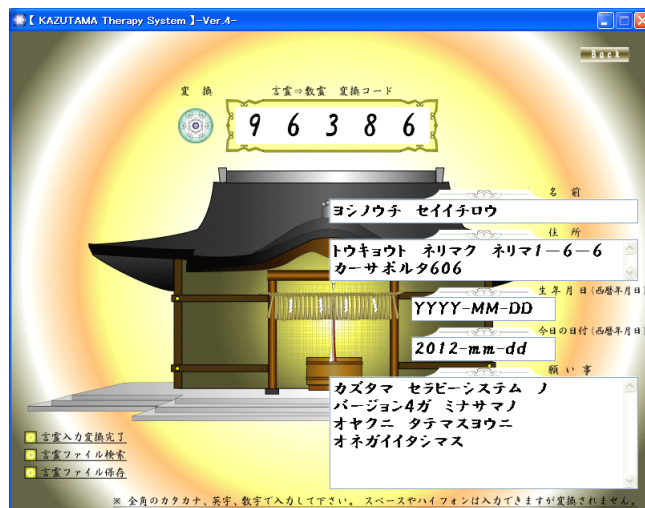 【 KAZUTAMA Therapy System 】-Ver.4-
Back
変 換
言霊⇒数霊 変換コード
9 6 3 8 6
名 前
ヨシノウチ セイイチロウ
住 所
トウキョウト ネリマク ネリマ1－6－6
カーサボルタ606
生年月日(西暦年月日
YYYY-MM-DD
今日の日付(西暦年月日
2012-mm-dd
願い事
カズタマ セラピーシステム ノ
バージョン4ガ ミナサマノ
オヤクニ タテマスヨウニ
オネガイイタシマス
言霊入力変換完了
言霊ファイル検索
言霊ファイル保存
※ 全角のカタカナ、英字、数字で入力して下さい。 スペースやハイフォンは入力できますが変換されません。